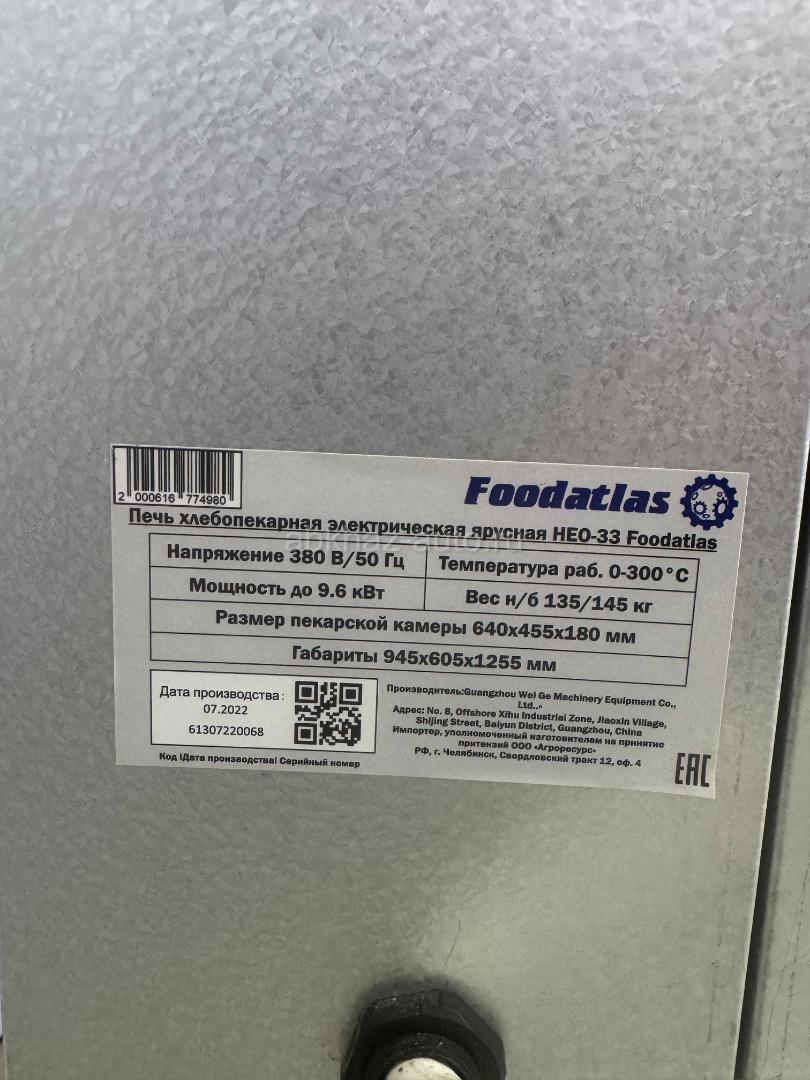 2 000616 774980
Foodatlas
Печь хлебопекарная электрическая ярусная HEO-33 Foodatlas
abkhaz-auto.ru
Напряжение 380 В/50 Гц
Температура раб. 0-300°C
Мощность до 9.6 кВт
Вес н/б 135/145 кг
Размер пекарской камеры 640x455x180 мм
Габариты 945x605x1255 мм
Дата производства:
07.2022
61307220068
Код |Дата производства| Серийный номер
Производитель:Guangzhou Wei Ge Machinery Equipment Co.,
Ltd..»
Адрес: No. 8, Offshore Xihu Industrial Zone, Jiaoxin Village,
Shijing Street, Baiyun District, Guangzhou, China
Импортер, уполномоченный изготовителем на принятие
притензий ООО «Агроресурс»
РФ, г. Челябинск, Свердловский тракт 12, оф. 4
EAC